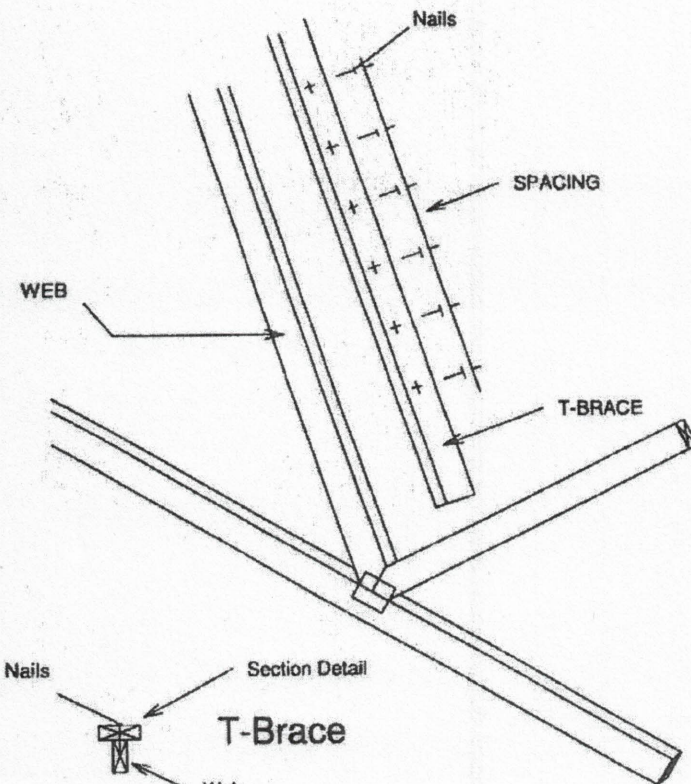 Nails
SPACING
WEB
T-BRACE
Nails
Section Detail
T-Brace